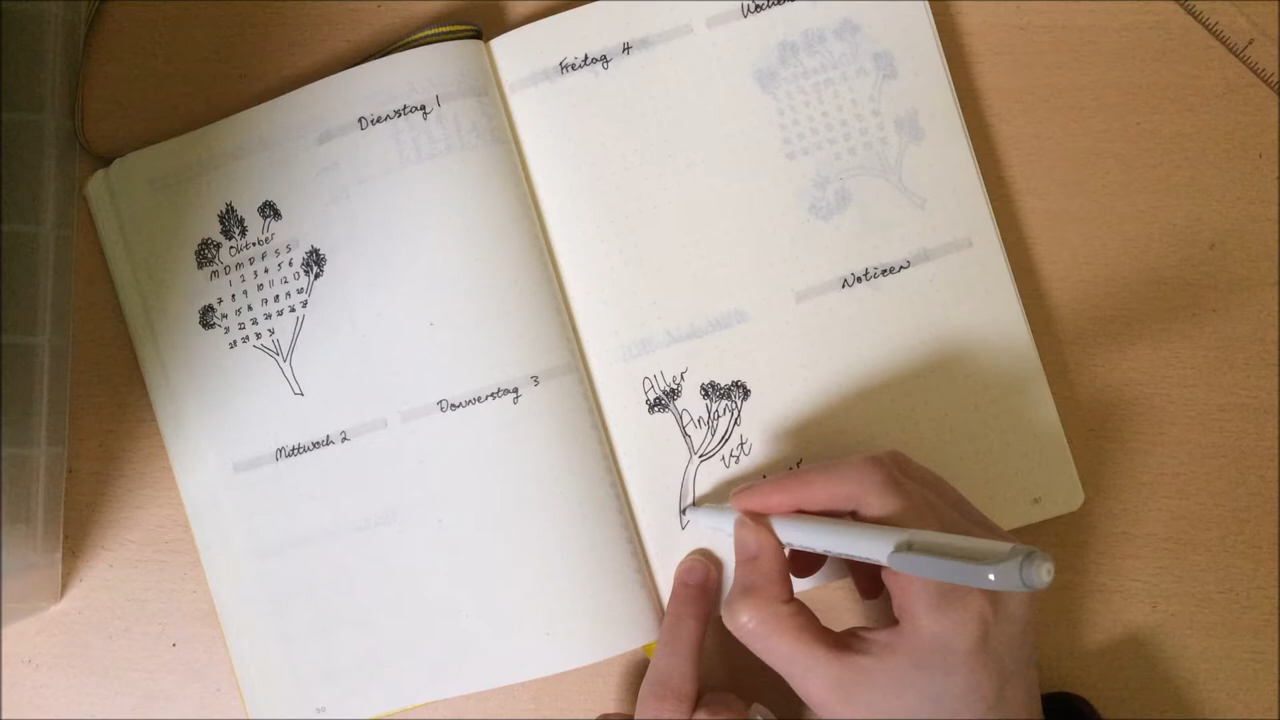 Dienstag 1
Oktober
M D M D F S S
1 2 3 4 5 6
7 8 9 10 11 12 13
14 15 16 17 18 19 20
21 22 23 24 25 26 27
28 29 30 31
Mittwoch 2
Donnerstag 3
Freitag 4
Notizen
Aller
Anfang
ist